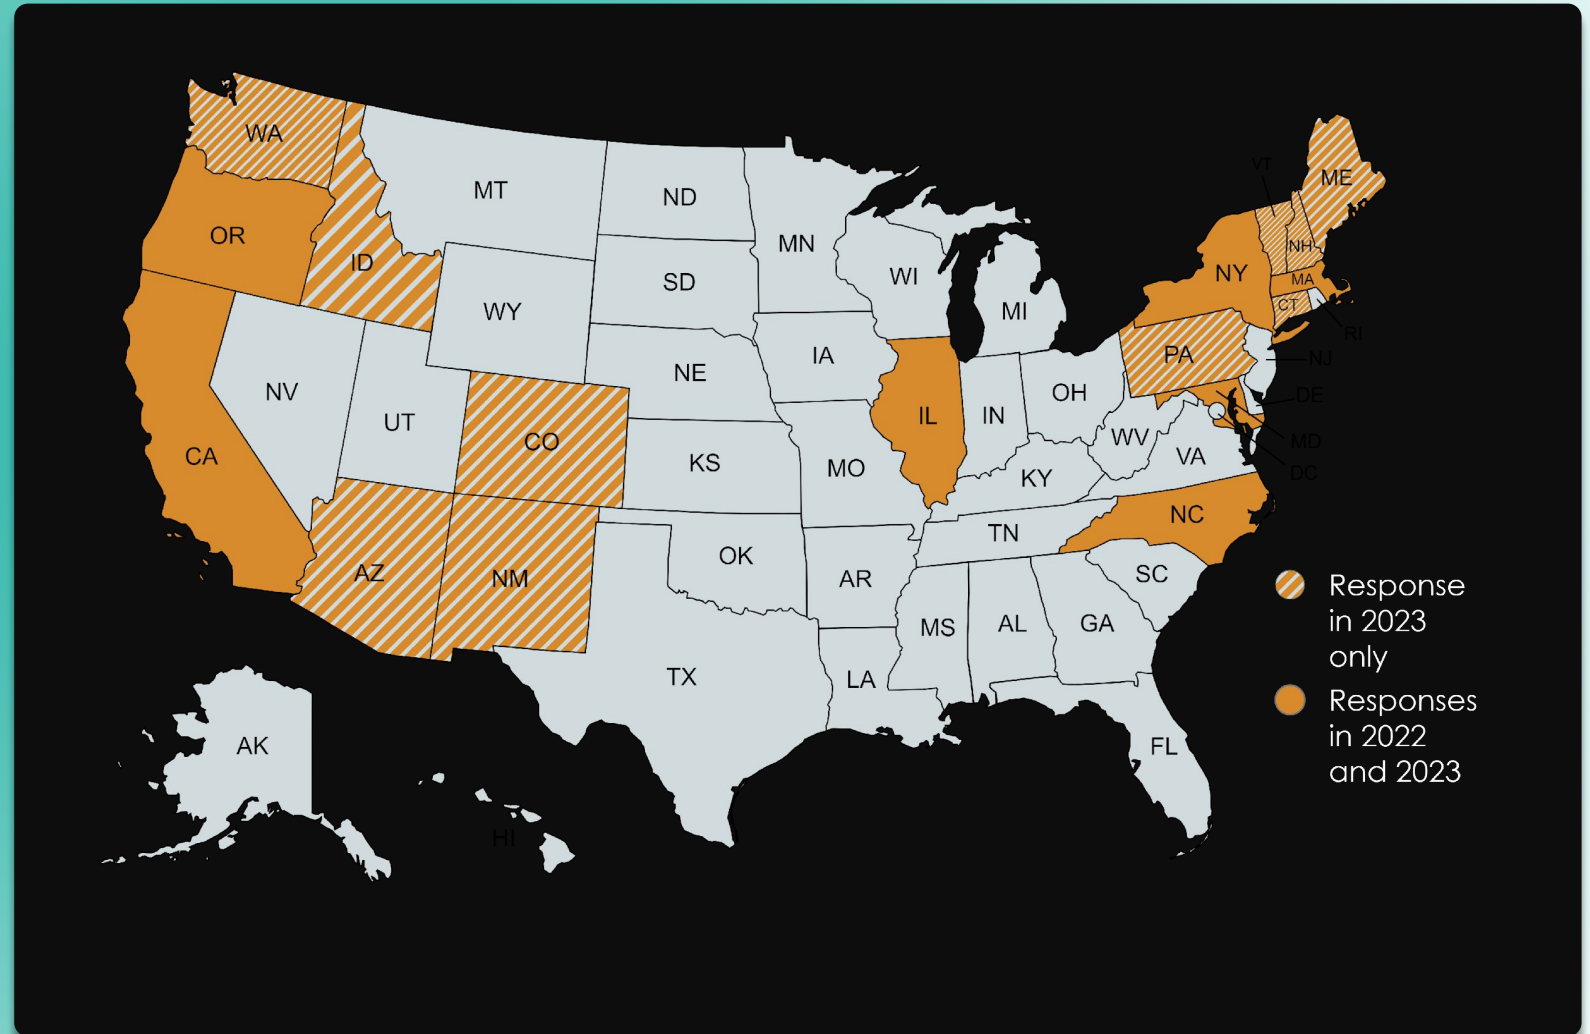 WA
VT
ME
MT
ND
OR
MN
NH
ID
NY
WI
SD
MA
CT
WY
MI
RI
PA
IA
NJ
NE
NV
OH
DE
UT
IL
IN
CO
WV
MD
CA
VA
KS
MO
DC
KY
NC
TN
OK
AZ
NM
AR
SC
MS
AL
GA
TX
LA
AK
FL
HI
Response
in 2023
only
Responses
in 2022
and 2023